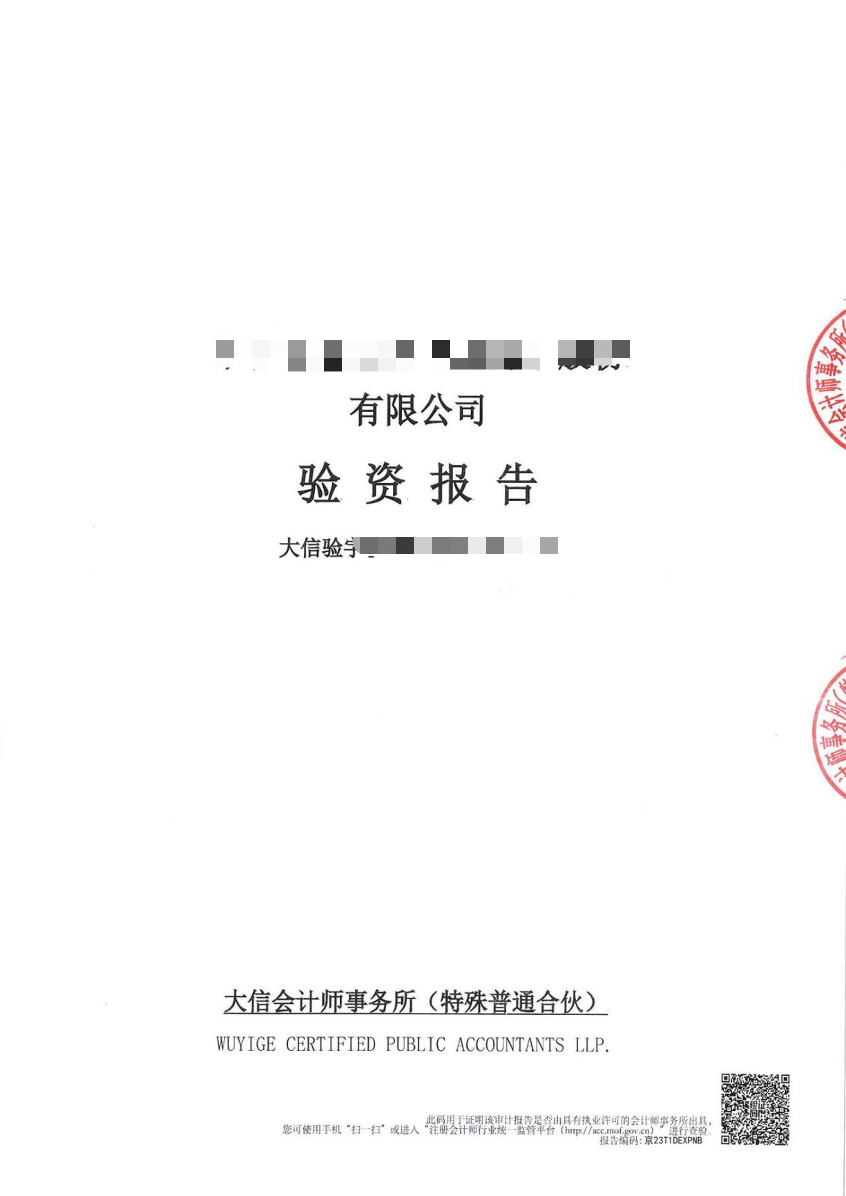 有限公司
验资报告
大信验字
大信会计师事务所（特殊普通合伙）
WUYIGE CERTIFIED PUBLIC ACCOUNTANTS LLP.
此码用于证明该审计报告是否由具有执业许可的会计师事务所出具，
您可使用手机“扫一扫”或进入“注册会计师行业统一监管平台（http://acc.mof.gov.cn）”进行查验。
报告编码：京23T1DEXPNB
会计师事务所（
计师事务所（特